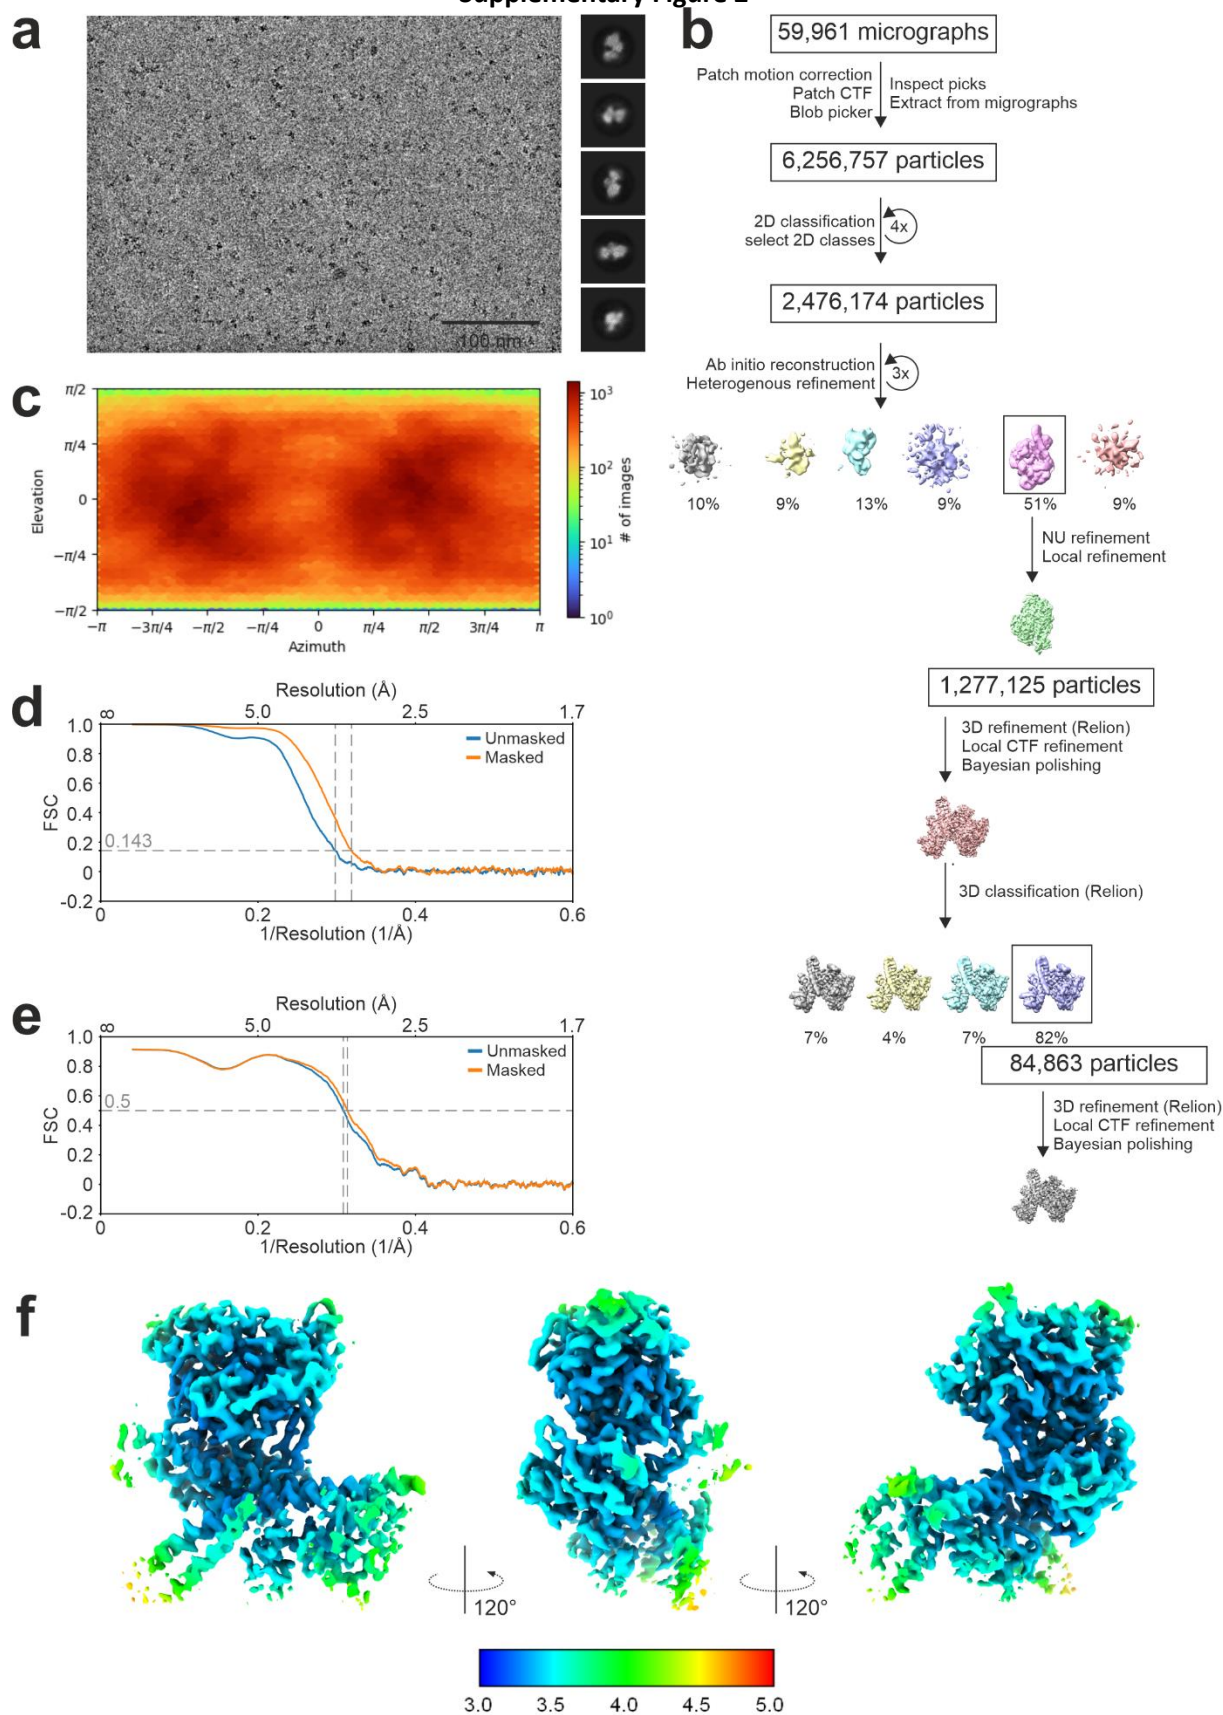 Supplementary Figure 2
a
100 nm
b
59,961 micrographs
Patch motion correction
Patch CTF
Blob picker
Inspect picks
Extract from migrographs
6,256,757 particles
2D classification
select 2D classes
4x
2,476,174 particles
Ab initio reconstruction
Heterogenous refinement
3x
10%
9%
13%
9%
51%
9%
NU refinement
Local refinement
1,277,125 particles
3D refinement (Relion)
Local CTF refinement
Bayesian polishing
3D classification (Relion)
7%
4%
7%
82%
84,863 particles
3D refinement (Relion)
Local CTF refinement
Bayesian polishing
c
π/2
π/4
0
−π/4
−π/2
Elevation
−π −3π/4 −π/2 −π/4 0 π/4 π/2 3π/4 π
Azimuth
10³
10²
10¹
10⁰
# of images
d
Resolution (Å)
∞ 5.0 2.5 1.7
1.0
0.8
0.6
0.4
0.2
0
-0.2
FSC
Unmasked
Masked
0.143
0 0.2 0.4 0.6
1/Resolution (1/Å)
e
Resolution (Å)
∞ 5.0 2.5 1.7
1.0
0.8
0.6
0.4
0.2
0
-0.2
FSC
Unmasked
Masked
0.5
0 0.2 0.4 0.6
1/Resolution (1/Å)
f
120°
120°
3.0 3.5 4.0 4.5 5.0